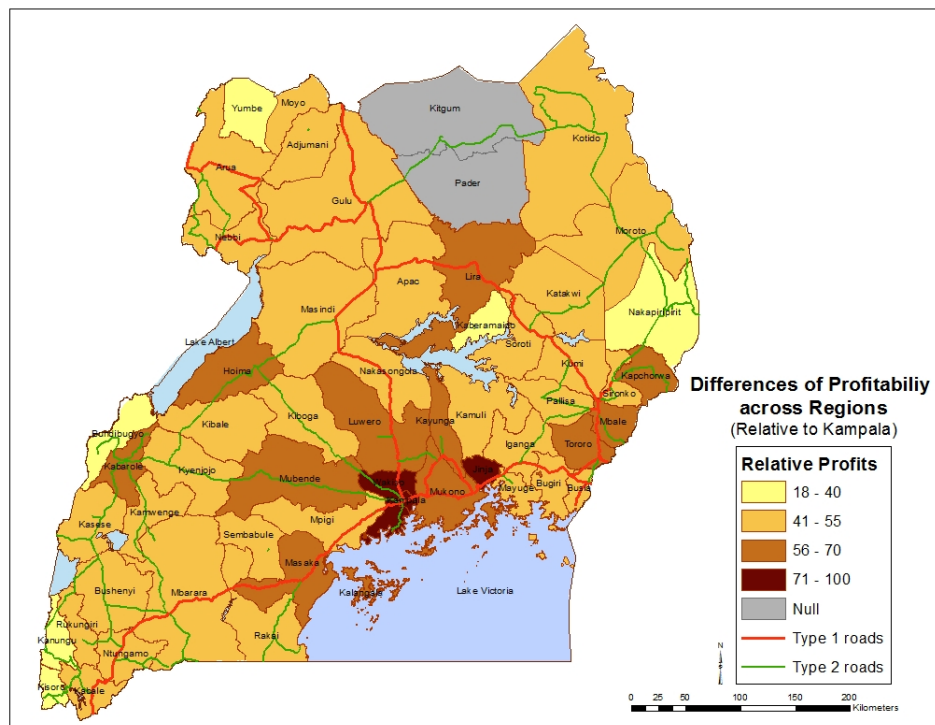 Kitgum
Yumbe
Moyo
Kotido
Adjumani
Arua
Pader
Gulu
Moroto
Nebbi
Lira
Apac
Katakwi
Masindi
Nakapiripirit
Kaberamaido
Lake Albert
Soroti
Kumi
Hoima
Nakasongola
Kapchorwa
Sironko
Pallisa
Kiboga
Luwero
Kayunga
Kamuli
Mbale
Bundibugyo
Kibale
Iganga
Tororo
Kabarole
Kyenjojo
Mubende
Wakiso
Jinja
Kampala
Mukono
Mayuge
Bugiri
Busia
Kasese
Kamwenge
Mpigi
Sembabule
Masaka
Bushenyi
Mbarara
Kalangala
Lake Victoria
Rukungiri
Rakai
Kanungu
Ntungamo
Kisoro
Kabale
Differences of Profitabiliy
across Regions
(Relative to Kampala)
Relative Profits
18 - 40
41 - 55
56 - 70
71 - 100
Null
Type 1 roads
Type 2 roads
N
0 25 50 100 150 200
Kilometers